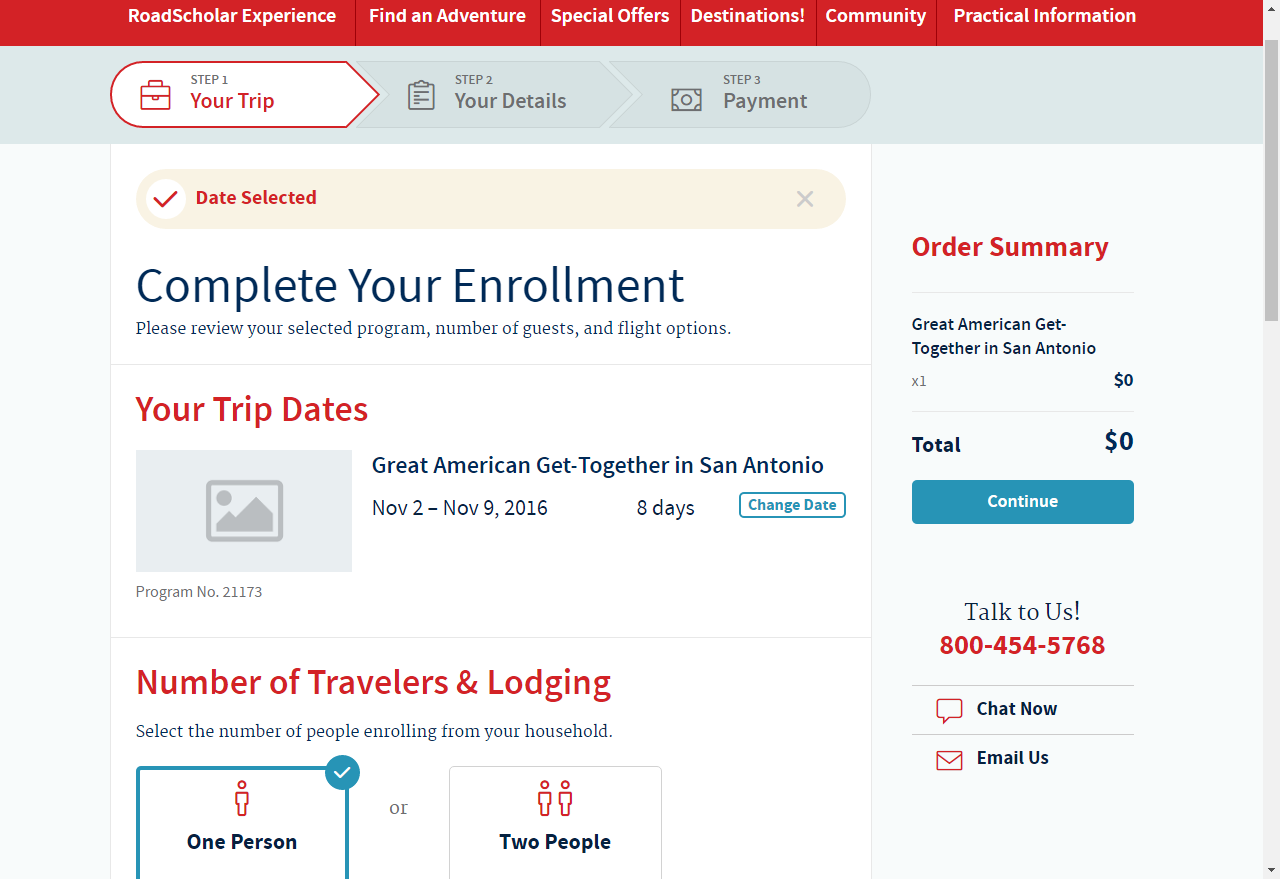 RoadScholar Experience
Find an Adventure
Special Offers
Destinations!
Community
Practical Information
STEP 1
Your Trip
STEP 2
Your Details
STEP 3
Payment
Date Selected
Complete Your Enrollment
Please review your selected program, number of guests, and flight options.
Your Trip Dates
Great American Get-Together in San Antonio
Nov 2 – Nov 9, 2016
8 days
Change Date
Program No. 21173
Number of Travelers & Lodging
Select the number of people enrolling from your household.
One Person
or
Two People
Order Summary
Great American Get-
Together in San Antonio
x1
$0
Total
$0
Continue
Talk to Us!
800-454-5768
Chat Now
Email Us